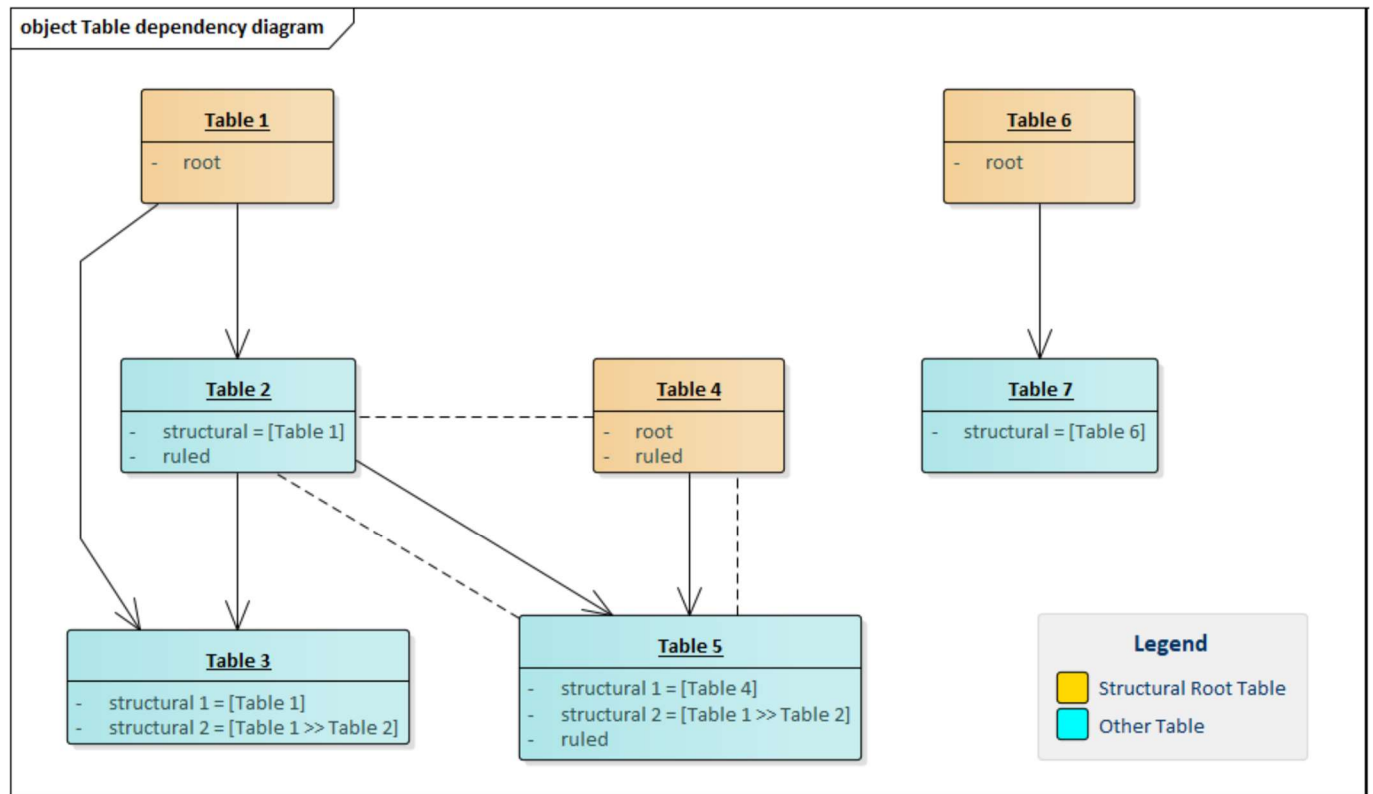 object Table dependency diagram
Table 1
- root
Table 6
- root
Table 2
- structural = [Table 1]
- ruled
Table 4
- root
- ruled
Table 7
- structural = [Table 6]
Table 3
- structural 1 = [Table 1]
- structural 2 = [Table 1 >> Table 2]
Table 5
- structural 1 = [Table 4]
- structural 2 = [Table 1 >> Table 2]
- ruled
Legend
Structural Root Table
Other Table